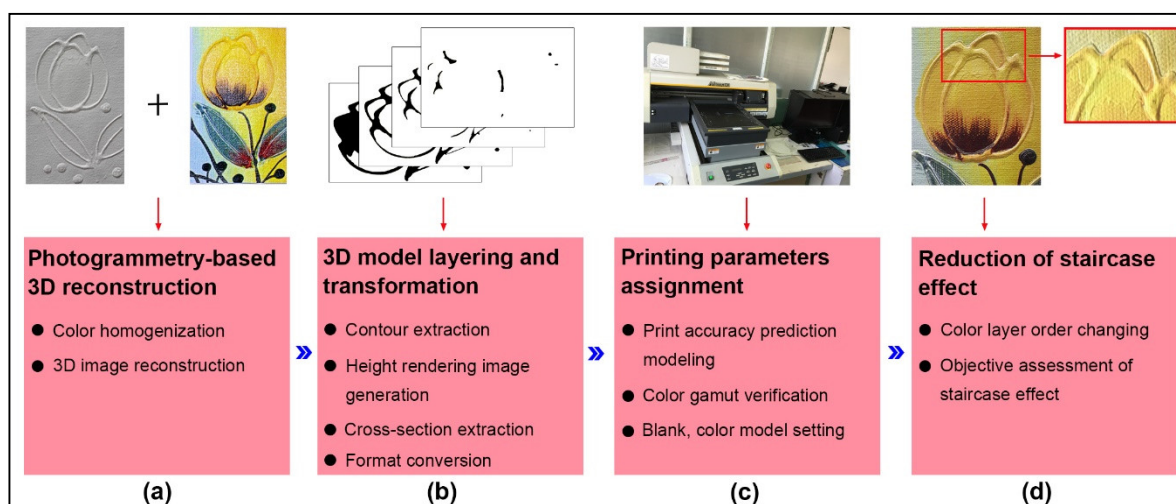 Photogrammetry-based
3D reconstruction
● Color homogenization
● 3D image reconstruction
(a)
»
3D model layering and
transformation
● Contour extraction
● Height rendering image
generation
● Cross-section extraction
● Format conversion
(b)
»
Printing parameters
assignment
● Print accuracy prediction
modeling
● Color gamut verification
● Blank, color model setting
(c)
»
Reduction of staircase
effect
● Color layer order changing
● Objective assessment of
staircase effect
(d)